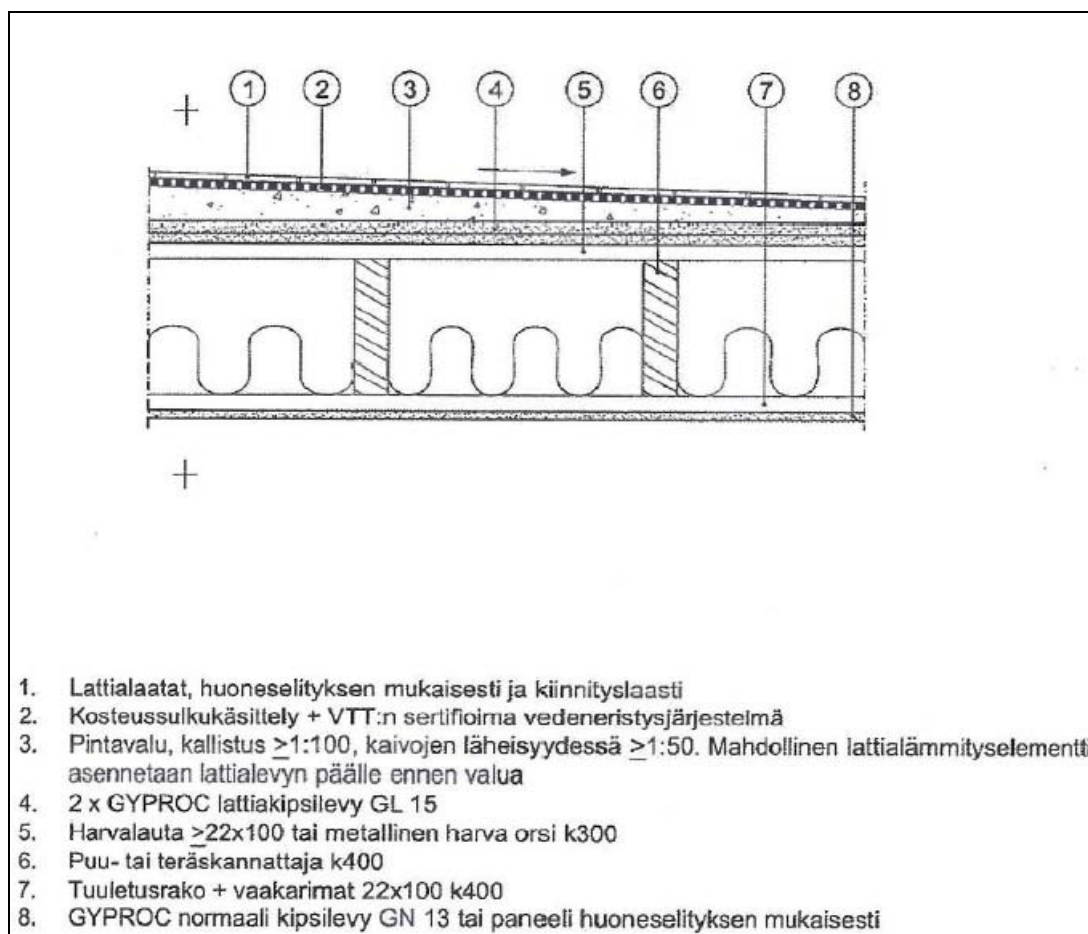 1 2 3 4 5 6 7 8
1. Lattialaatat, huoneselityksen mukaisesti ja kiinnityslaasti
2. Kosteussulkukäsittely + VTT:n sertifioima vedeneristysjärjestelmä
3. Pintavalu, kallistus ≥1:100, kaivojen läheisyydessä ≥1:50. Mahdollinen lattialämmityselementti
asennetaan lattialevyn päälle ennen valua
4. 2 x GYPROC lattiakipsilevy GL 15
5. Harvalauta ≥22x100 tai metallinen harva orsi k300
6. Puu- tai teräskannattaja k400
7. Tuuletusrako + vaakarimat 22x100 k400
8. GYPROC normaali kipsilevy GN 13 tai paneeli huoneselityksen mukaisesti